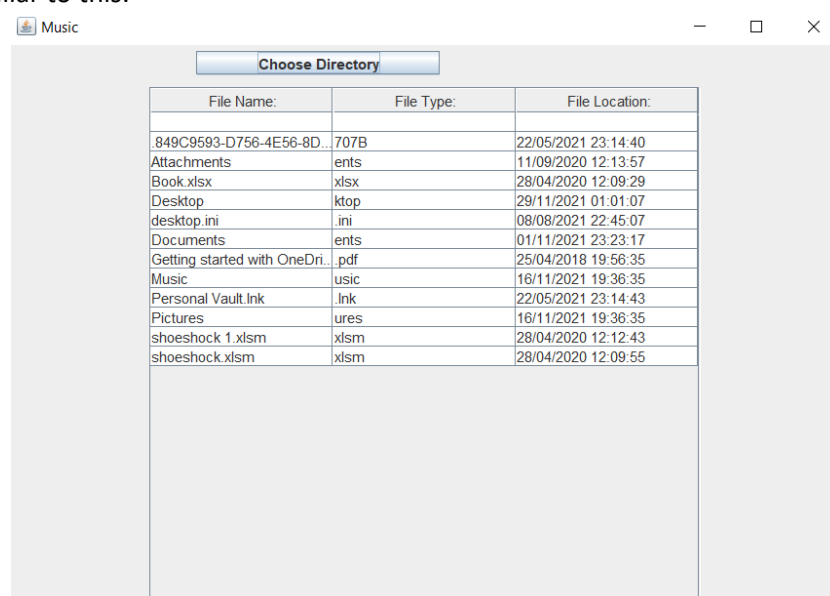 Music
Choose Directory
File Name: File Type: File Location:
.849C9593-D756-4E56-8D... 707B 22/05/2021 23:14:40
Attachments ents 11/09/2020 12:13:57
Book.xlsx xlsx 28/04/2020 12:09:29
Desktop ktop 29/11/2021 01:01:07
desktop.ini .ini 08/08/2021 22:45:07
Documents ents 01/11/2021 23:23:17
Getting started with OneDri... .pdf 25/04/2018 19:56:35
Music usic 16/11/2021 19:36:35
Personal Vault.lnk .lnk 22/05/2021 23:14:43
Pictures ures 16/11/2021 19:36:35
shoeshock 1.xlsm xlsm 28/04/2020 12:12:43
shoeshock.xlsm xlsm 28/04/2020 12:09:55